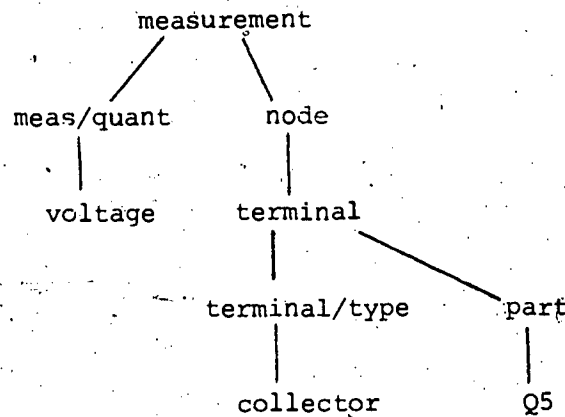 measurement
meas/quant node
voltage terminal
terminal/type part
collector Q5